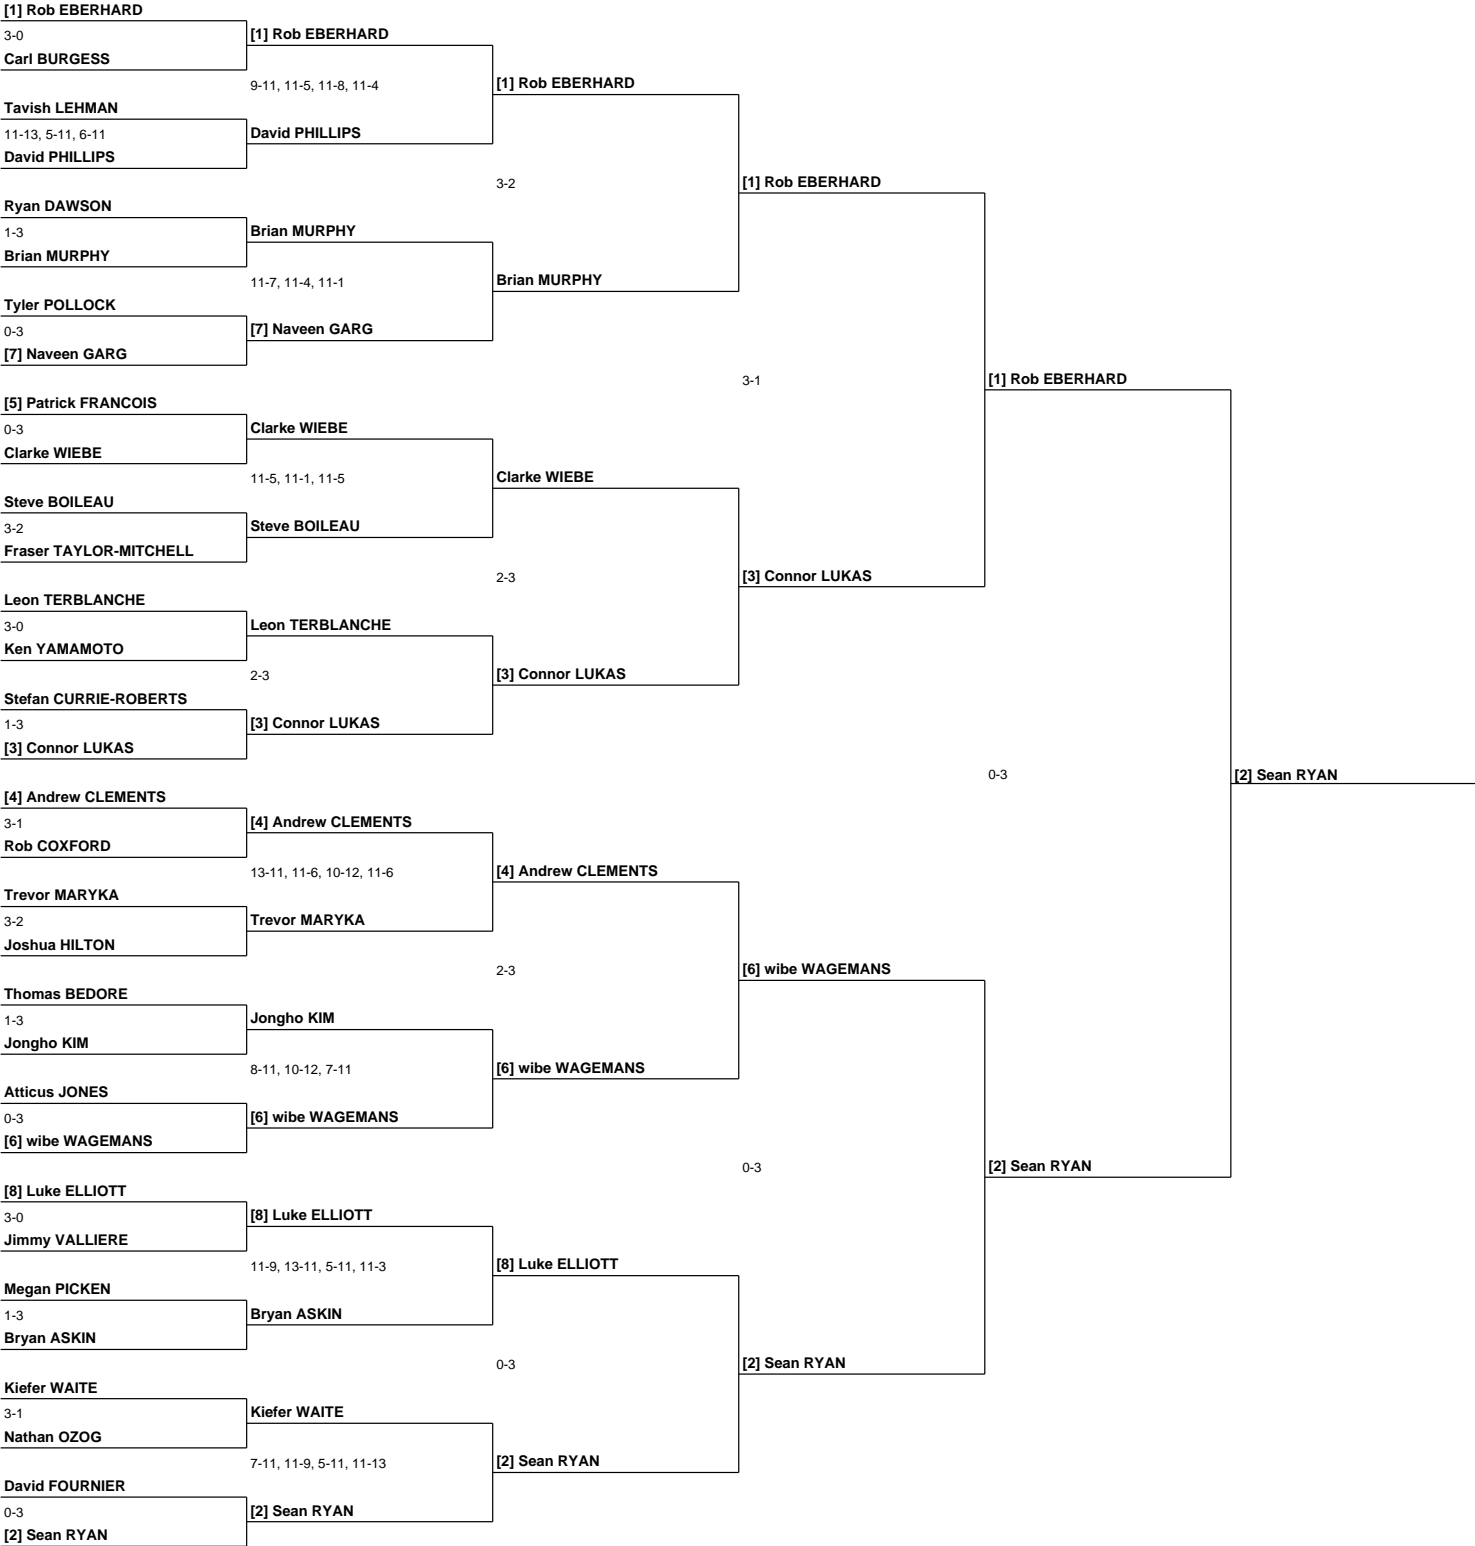 [1] Rob EBERHARD
3-0
[1] Rob EBERHARD
Carl BURGESS
9-11, 11-5, 11-8, 11-4
[1] Rob EBERHARD
Tavish LEHMAN
11-13, 5-11, 6-11
David PHILLIPS
David PHILLIPS
3-2
[1] Rob EBERHARD
Ryan DAWSON
1-3
Brian MURPHY
Brian MURPHY
11-7, 11-4, 11-1
Brian MURPHY
Tyler POLLOCK
0-3
[7] Naveen GARG
[7] Naveen GARG
3-1
[1] Rob EBERHARD
[5] Patrick FRANCOIS
0-3
Clarke WIEBE
Clarke WIEBE
11-5, 11-1, 11-5
Clarke WIEBE
Steve BOILEAU
3-2
Steve BOILEAU
Fraser TAYLOR-MITCHELL
2-3
[3] Connor LUKAS
Leon TERBLANCHE
3-0
Leon TERBLANCHE
Ken YAMAMOTO
2-3
[3] Connor LUKAS
Stefan CURRIE-ROBERTS
1-3
[3] Connor LUKAS
[3] Connor LUKAS
0-3
[2] Sean RYAN
[4] Andrew CLEMENTS
3-1
[4] Andrew CLEMENTS
Rob COXFORD
13-11, 11-6, 10-12, 11-6
[4] Andrew CLEMENTS
Trevor MARYKA
3-2
Trevor MARYKA
Joshua HILTON
2-3
[6] wibe WAGEMANS
Thomas BEDORE
1-3
Jongho KIM
Jongho KIM
8-11, 10-12, 7-11
[6] wibe WAGEMANS
Atticus JONES
0-3
[6] wibe WAGEMANS
[6] wibe WAGEMANS
0-3
[2] Sean RYAN
[8] Luke ELLIOTT
3-0
[8] Luke ELLIOTT
Jimmy VALLIERE
11-9, 13-11, 5-11, 11-3
[8] Luke ELLIOTT
Megan PICKEN
1-3
Bryan ASKIN
Bryan ASKIN
0-3
[2] Sean RYAN
Kiefer WAITE
3-1
Kiefer WAITE
Nathan OZOG
7-11, 11-9, 5-11, 11-13
[2] Sean RYAN
David FOURNIER
0-3
[2] Sean RYAN
[2] Sean RYAN